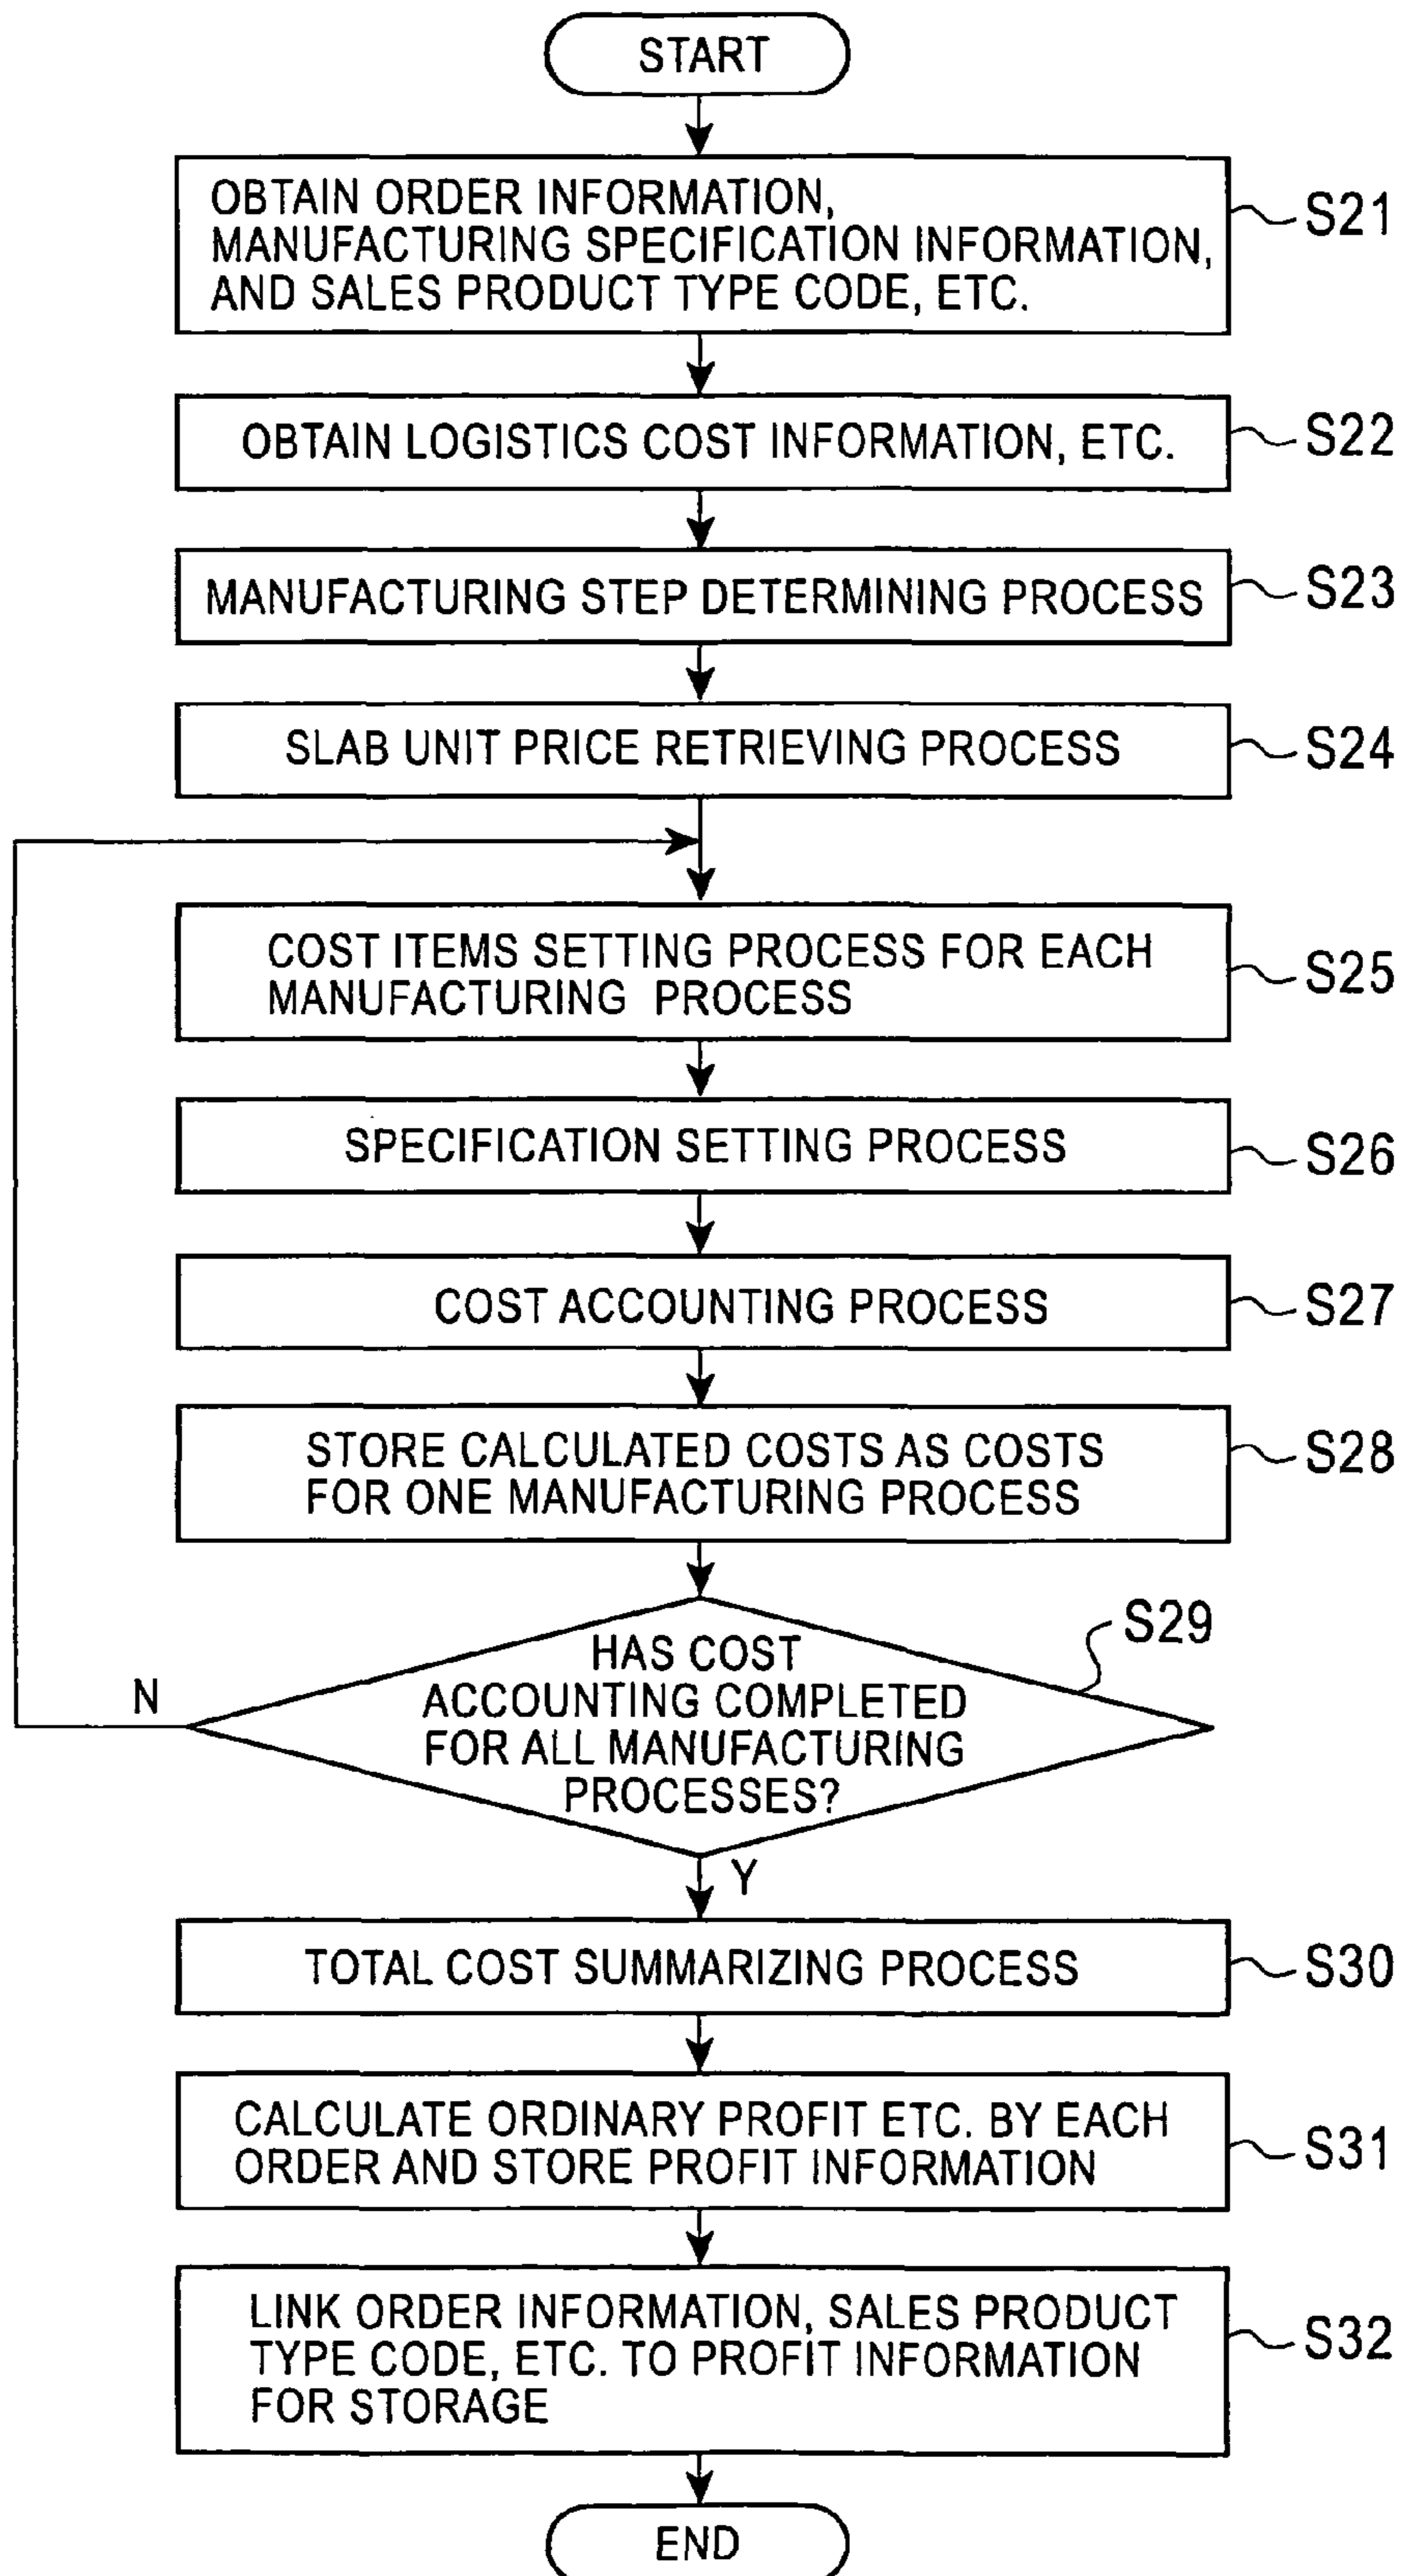 START
OBTAIN ORDER INFORMATION,
MANUFACTURING SPECIFICATION INFORMATION,
AND SALES PRODUCT TYPE CODE, ETC.
S21
OBTAIN LOGISTICS COST INFORMATION, ETC.
S22
MANUFACTURING STEP DETERMINING PROCESS
S23
SLAB UNIT PRICE RETRIEVING PROCESS
S24
COST ITEMS SETTING PROCESS FOR EACH
MANUFACTURING PROCESS
S25
SPECIFICATION SETTING PROCESS
S26
COST ACCOUNTING PROCESS
S27
STORE CALCULATED COSTS AS COSTS
FOR ONE MANUFACTURING PROCESS
S28
S29
HAS COST
ACCOUNTING COMPLETED
FOR ALL MANUFACTURING
PROCESSES?
N
Y
TOTAL COST SUMMARIZING PROCESS
S30
CALCULATE ORDINARY PROFIT ETC. BY EACH
ORDER AND STORE PROFIT INFORMATION
S31
LINK ORDER INFORMATION, SALES PRODUCT
TYPE CODE, ETC. TO PROFIT INFORMATION
FOR STORAGE
S32
END